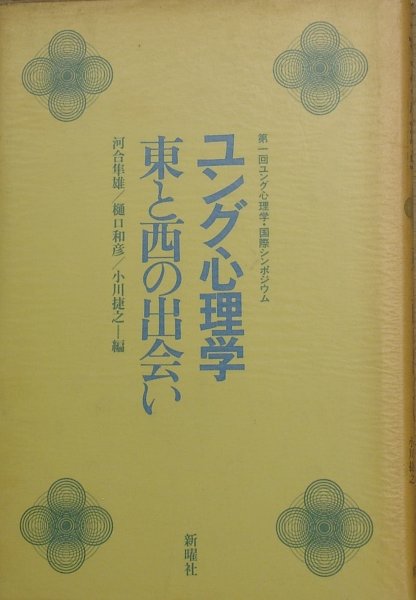 第一回ユング心理学・国際シンポジウム
ユング心理学
東と西の出会い
河合隼雄／樋口和彦／小川捷之─編
新曜社